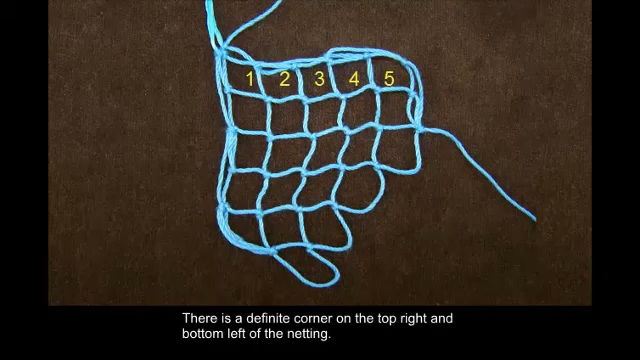 1 2 3 4 5
There is a definite corner on the top right and
bottom left of the netting.